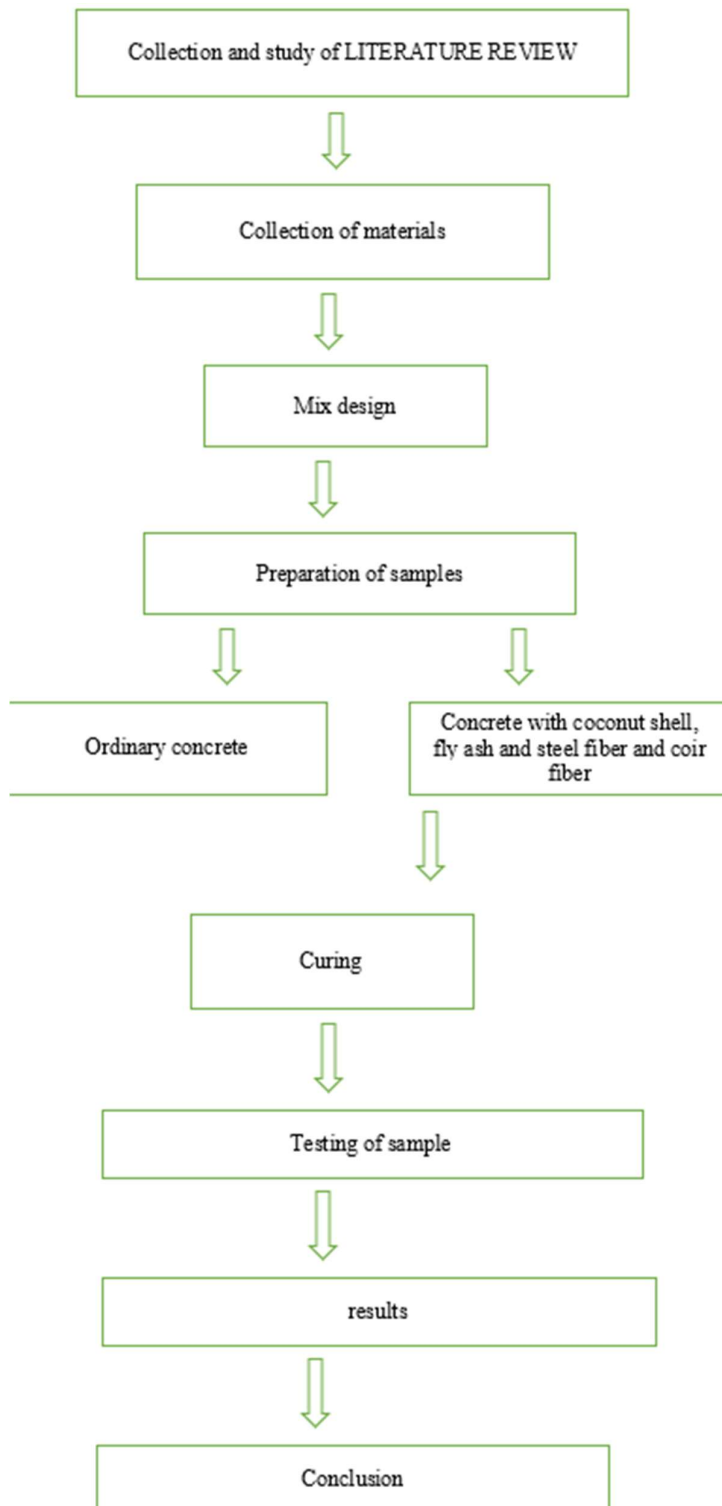 Collection and study of LITERATURE REVIEW
Collection of materials
Mix design
Preparation of samples
Ordinary concrete
Concrete with coconut shell,
fly ash and steel fiber and coir
fiber
Curing
Testing of sample
results
Conclusion